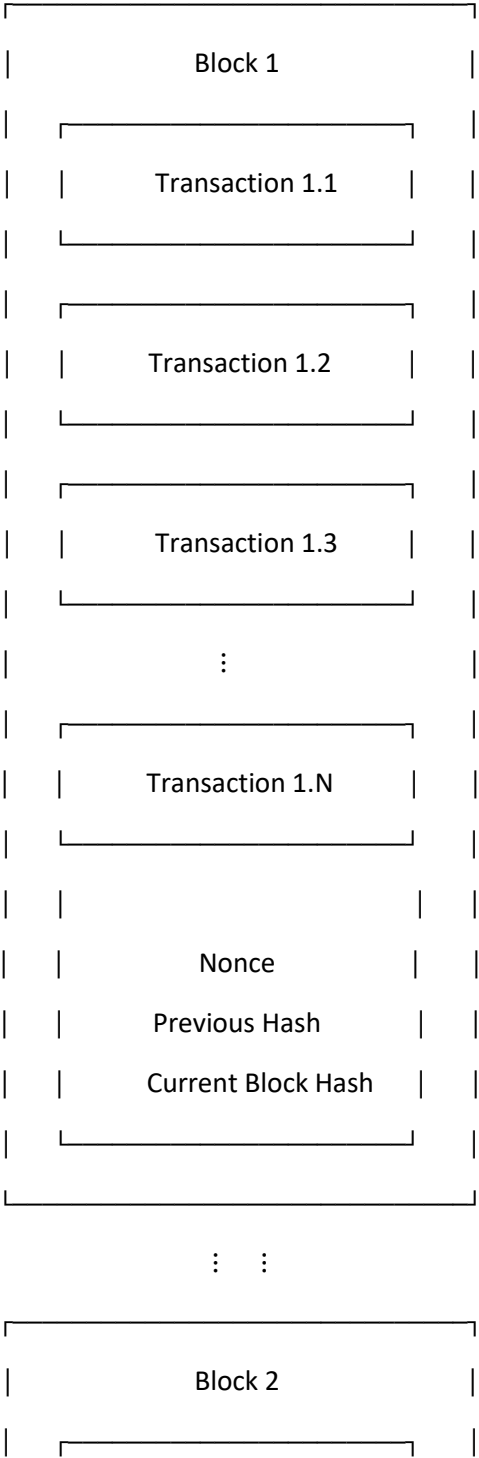 Block 1
Transaction 1.1
Transaction 1.2
Transaction 1.3
⋮
Transaction 1.N
Nonce
Previous Hash
Current Block Hash
⋮ ⋮
Block 2